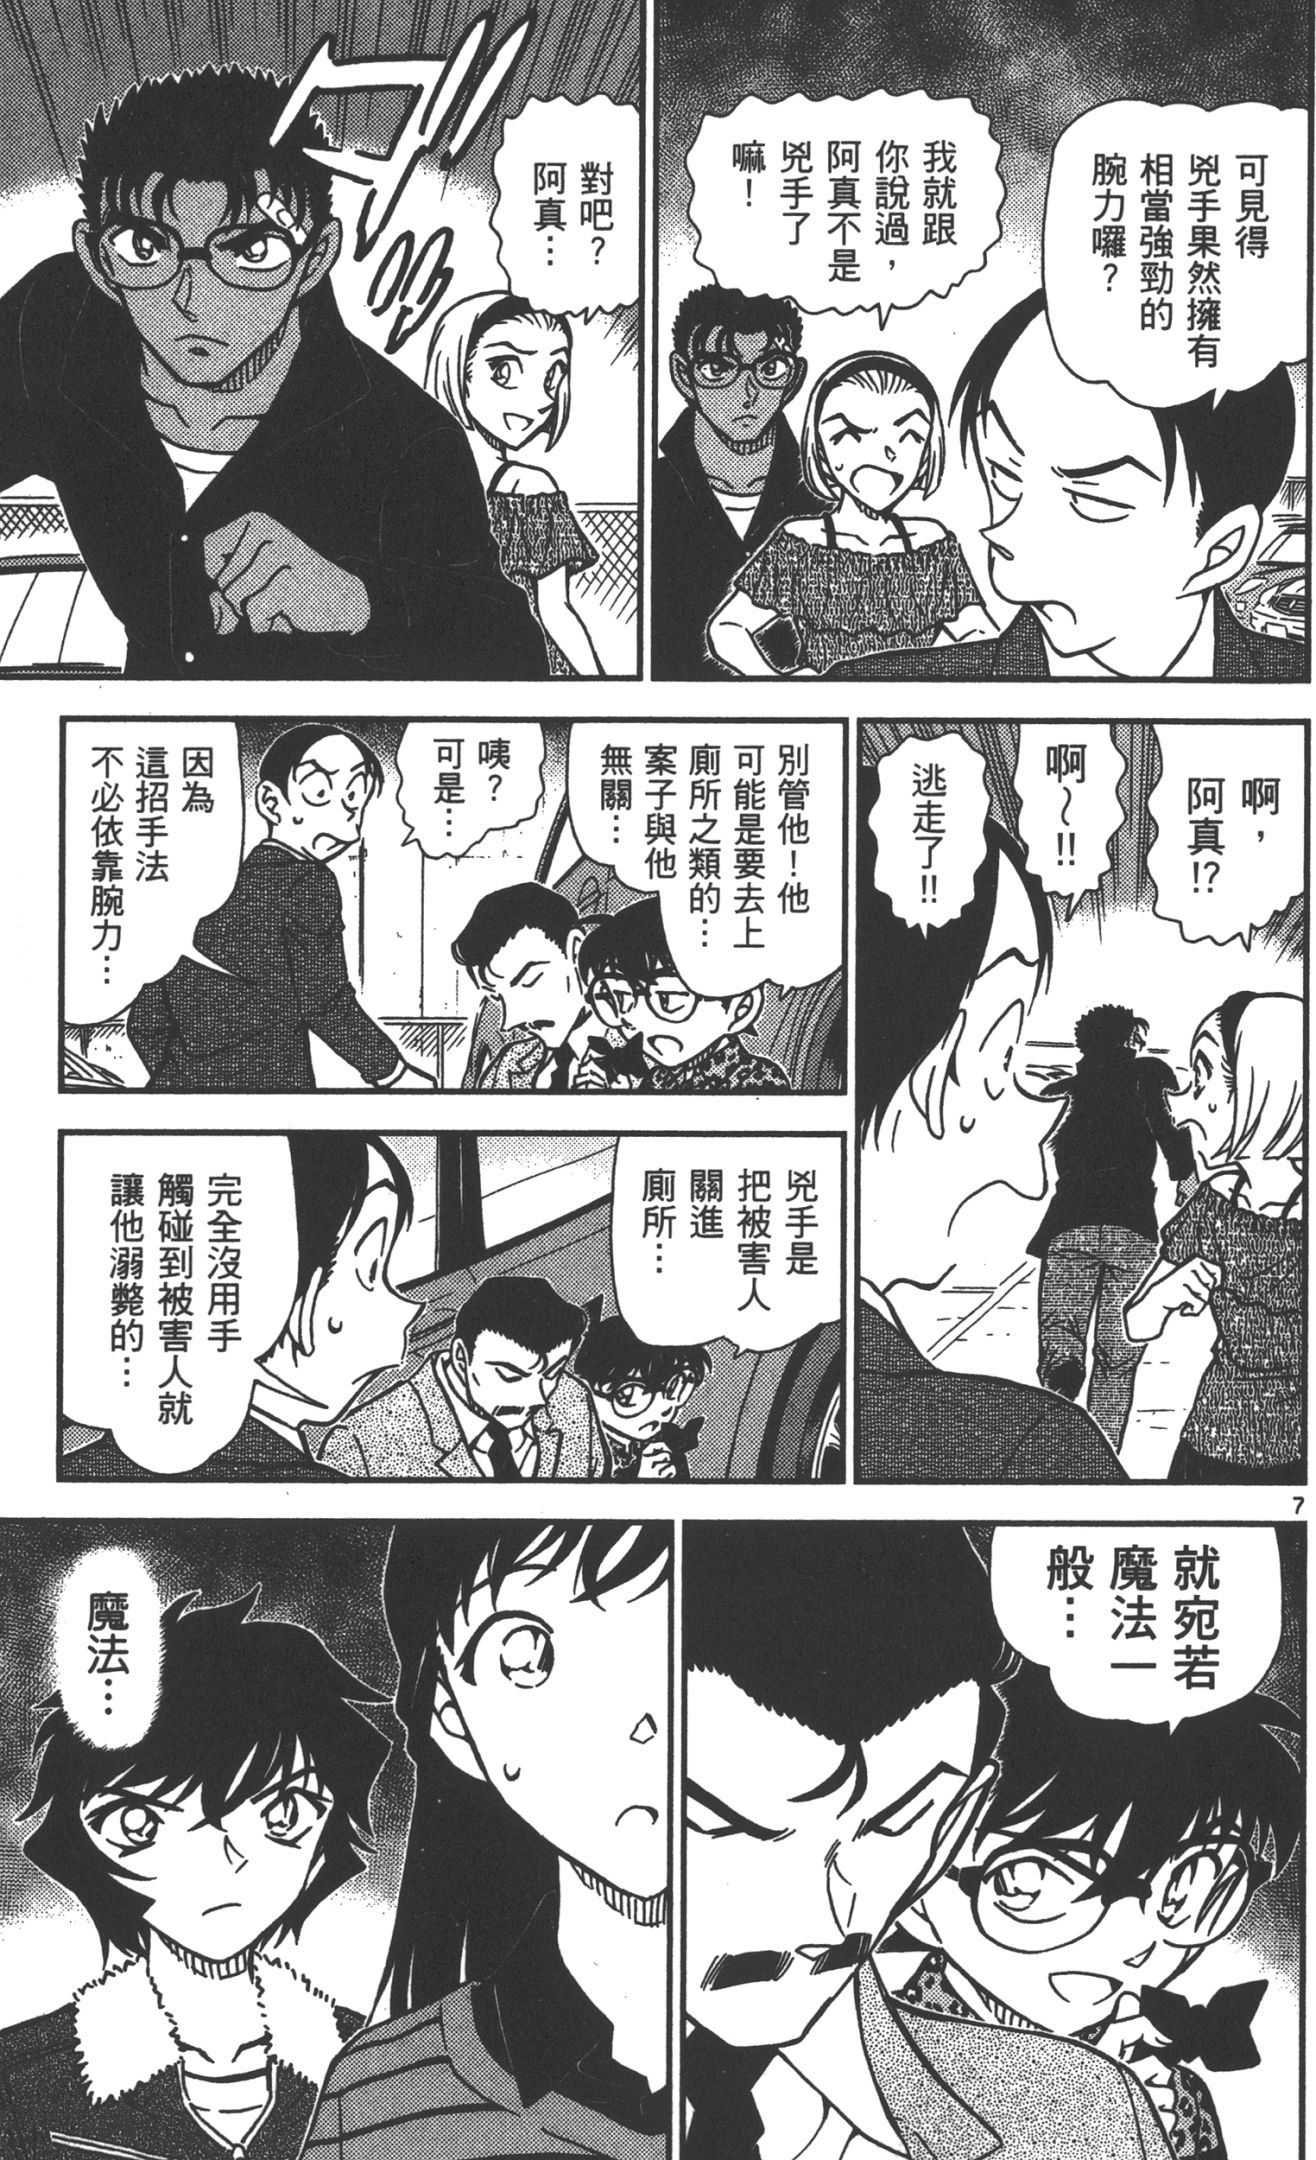 可見得
兇手果然擁有
相當強勁的
腕力囉？
我就跟
你說過，
阿真不是
兇手了
嘛！
對吧？
阿真…
啊，
阿真!?
啊～!!
逃走了!!
別管他！他
可能是要去上
廁所之類的…
案子與他
無關…
咦？
可是…
因為
這招手法
不必依靠腕力…
兇手是
把被害人
關進
廁所…
完全沒用手
觸碰到被害人就
讓他溺斃的…
7
就宛若
魔法一
般…
魔法…